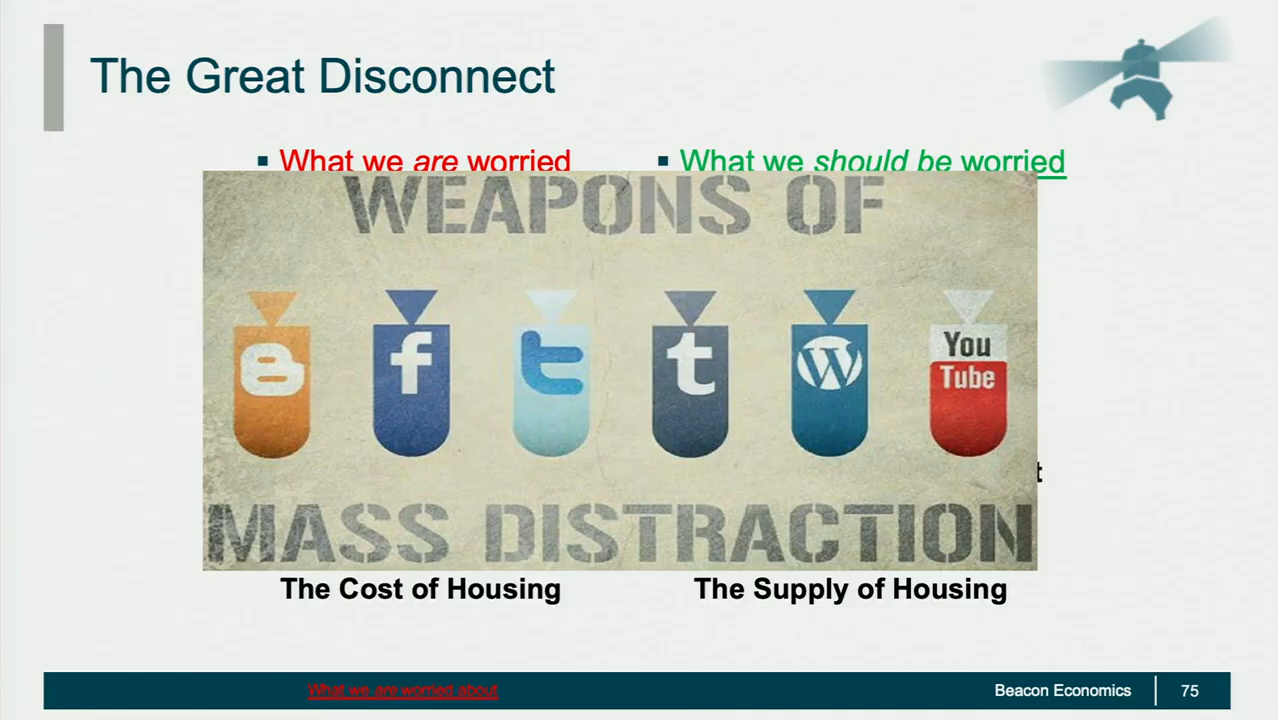 The Great Disconnect
▪ What we are worried
▪ What we should be worried
WEAPONS OF
f
t
t
W
You
Tube
MASS DISTRACTION
t
The Cost of Housing
The Supply of Housing
What we are worried about
Beacon Economics
75